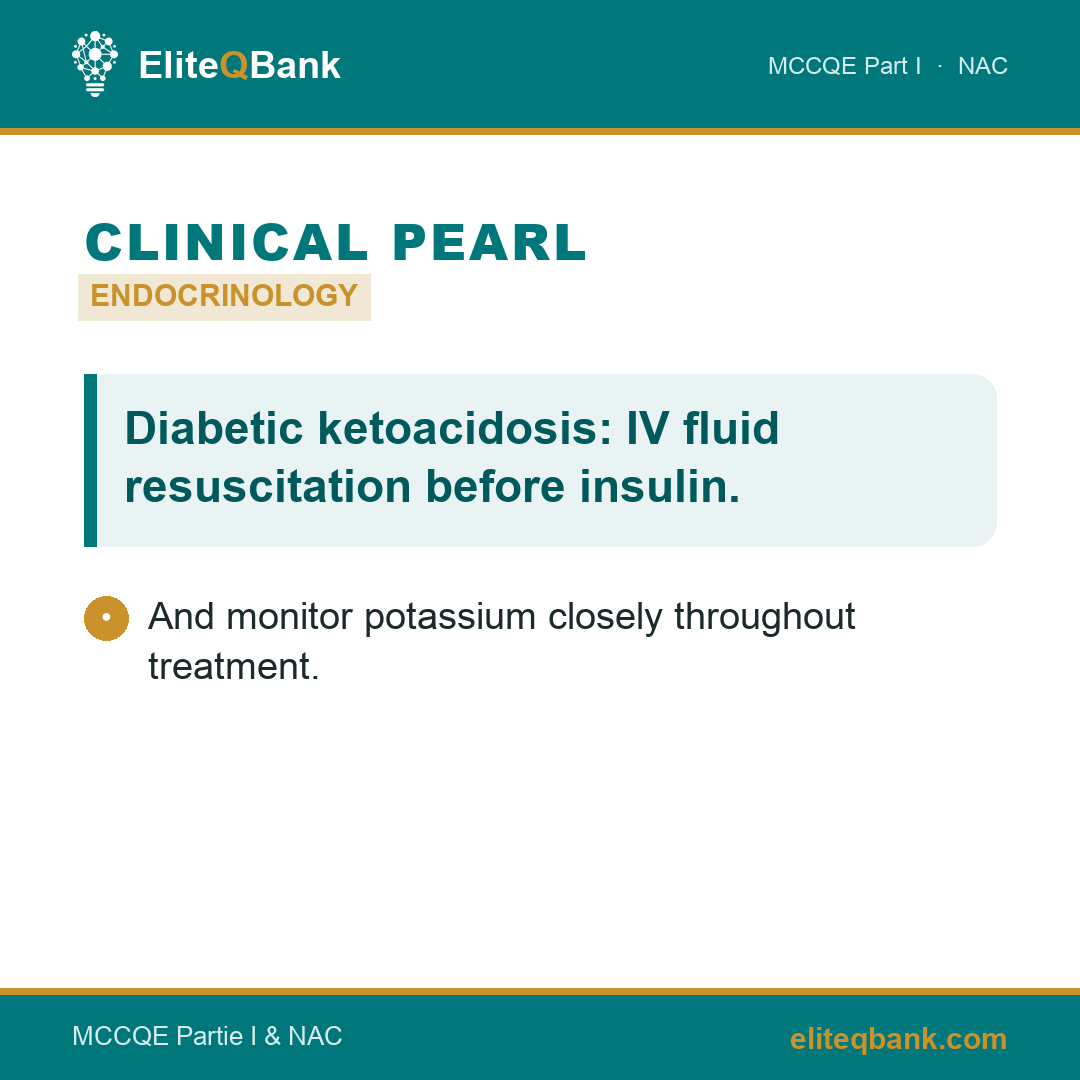 EliteQBank
MCCQE Part I · NAC
CLINICAL PEARL
ENDOCRINOLOGY
Diabetic ketoacidosis: IV fluid
resuscitation before insulin.
And monitor potassium closely throughout
treatment.
MCCQE Partie I & NAC
eliteqbank.com